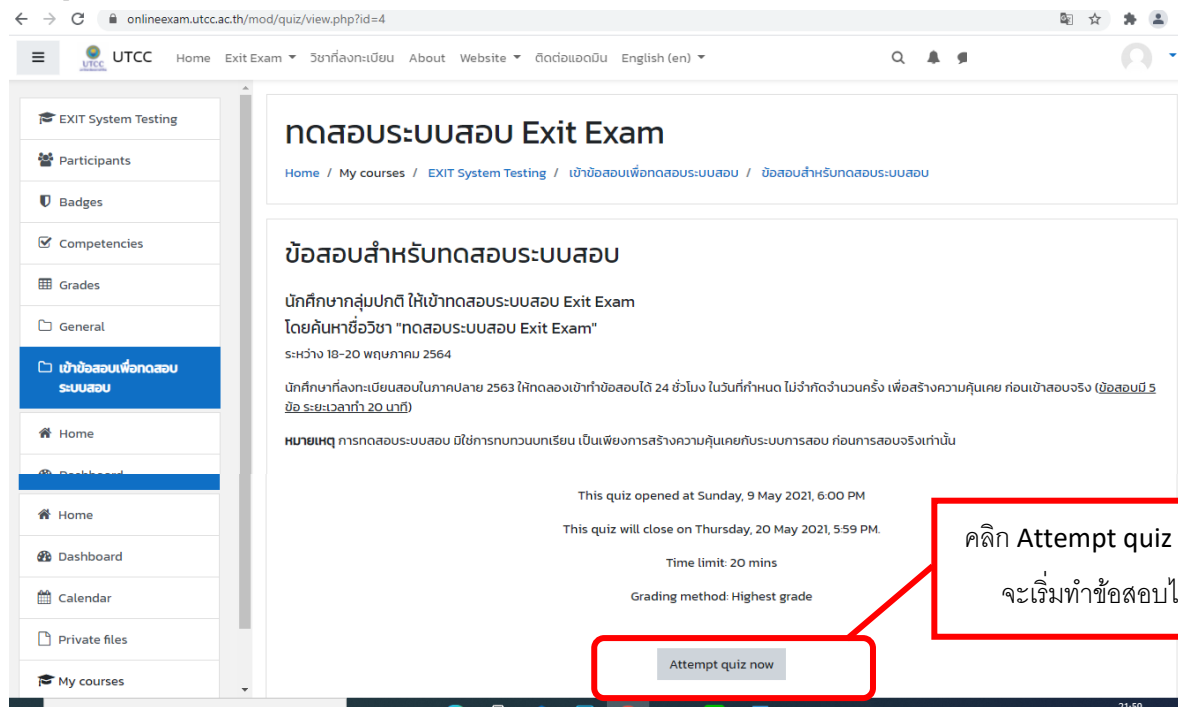 onlineexam.utcc.ac.th/mod/quiz/view.php?id=4
UTCC UTCC Home Exit Exam วิชาที่ลงทะเบียน About Website ติดต่อแอดมิน English (en)
EXIT System Testing
Participants
Badges
Competencies
Grades
General
เข้าข้อสอบเพื่อทดสอบ
ระบบสอบ
Home
Dashboard
Home
Dashboard
Calendar
Private files
My courses
ทดสอบระบบสอบ Exit Exam
Home / My courses / EXIT System Testing / เข้าข้อสอบเพื่อทดสอบระบบสอบ / ข้อสอบสำหรับทดสอบระบบสอบ
ข้อสอบสำหรับทดสอบระบบสอบ
นักศึกษากลุ่มปกติ ให้เข้าทดสอบระบบสอบ Exit Exam
โดยค้นหาชื่อวิชา "ทดสอบระบบสอบ Exit Exam"
ระหว่าง 18-20 พฤษภาคม 2564
นักศึกษาที่ลงทะเบียนสอบในภาคปลาย 2563 ให้ทดลองเข้าทำข้อสอบได้ 24 ชั่วโมง ในวันที่กำหนด ไม่จำกัดจำนวนครั้ง เพื่อสร้างความคุ้นเคย ก่อนเข้าสอบจริง (ข้อสอบมี 5
ข้อ ระยะเวลาทำ 20 นาที)
หมายเหตุ การทดสอบระบบสอบ มิใช่การทบทวนบทเรียน เป็นเพียงการสร้างความคุ้นเคยกับระบบการสอบ ก่อนการสอบจริงเท่านั้น
This quiz opened at Sunday, 9 May 2021, 6:00 PM
This quiz will close on Thursday, 20 May 2021, 5:59 PM.
Time limit: 20 mins
Grading method: Highest grade
Attempt quiz now
คลิก Attempt quiz
จะเริ่มทำข้อสอบไ